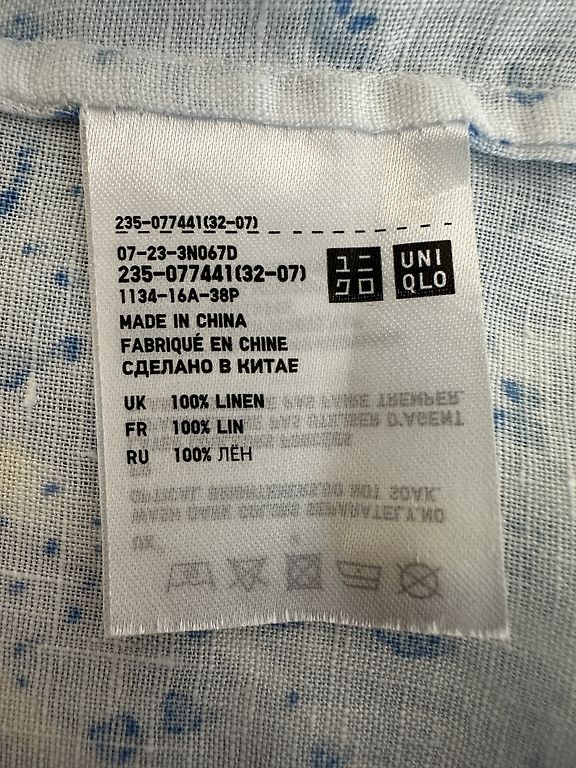 235-077441(32-07)
07-23-3N067D
235-077441(32-07)
1134-16A-38P
ユニ
クロ
UNI
QLO
MADE IN CHINA
FABRIQUÉ EN CHINE
СДЕЛАНО В КИТАЕ
UK 100% LINEN
FR 100% LIN
RU 100% ЛЁН